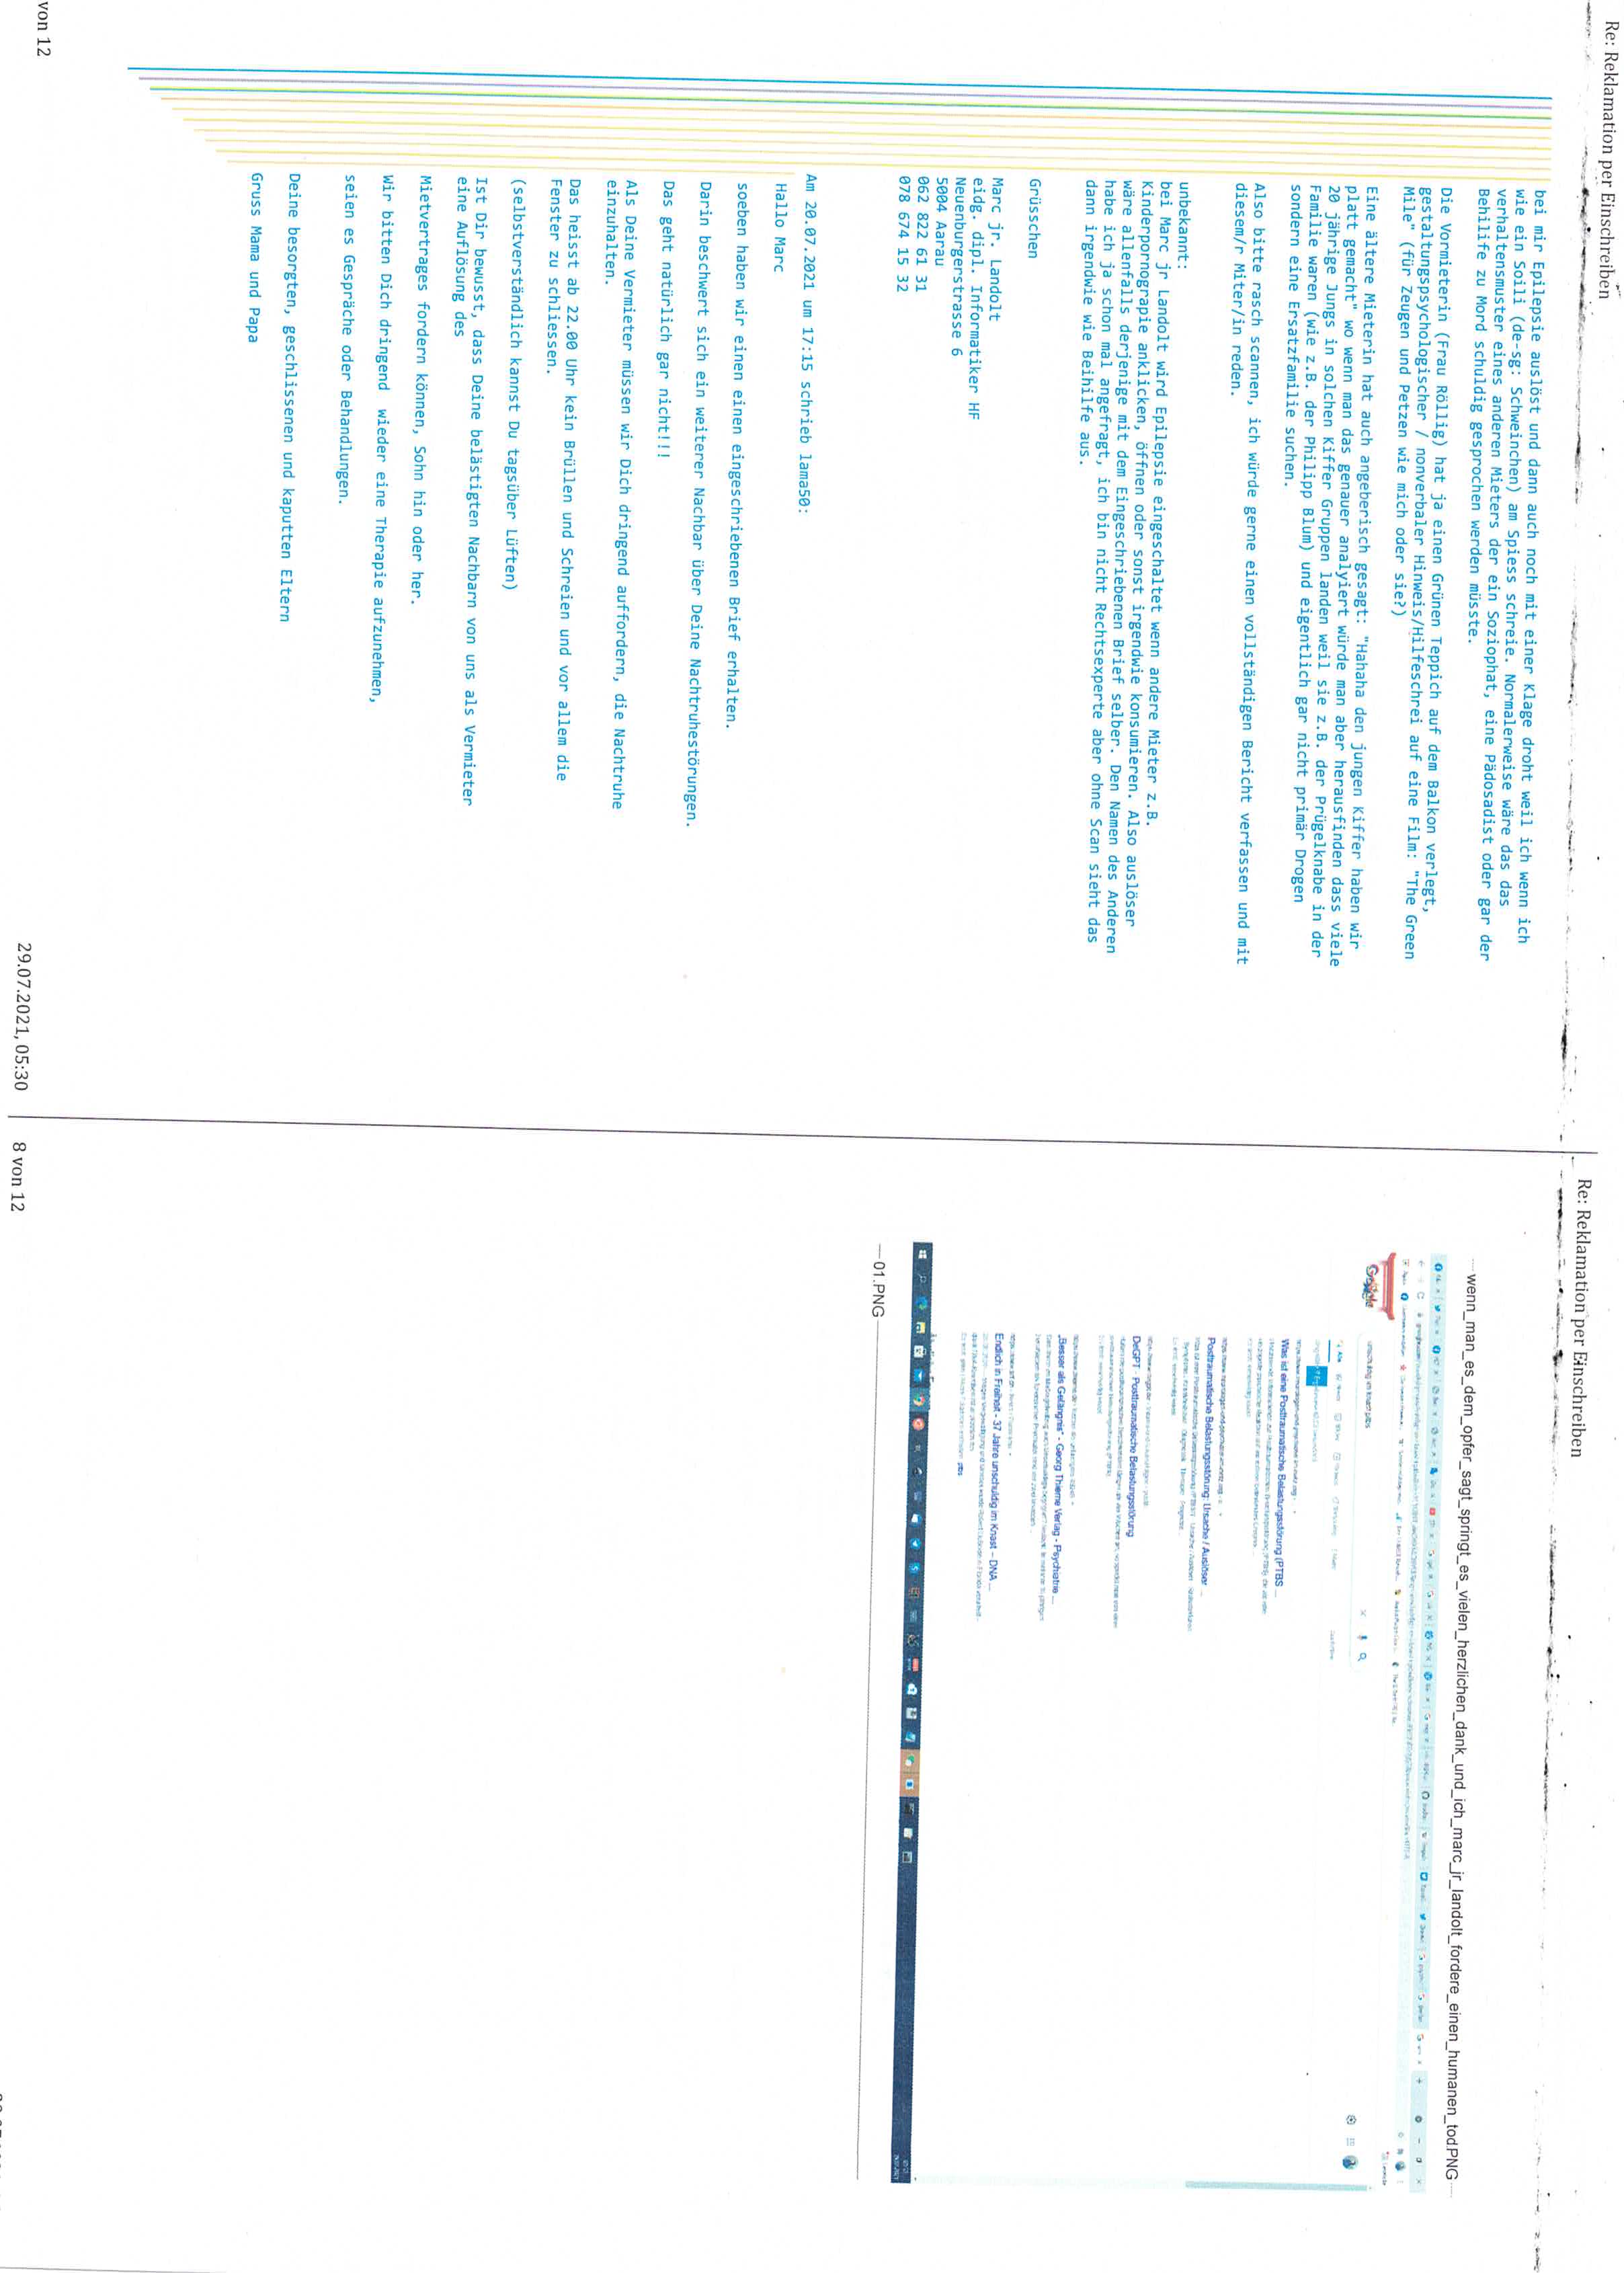 Re: Reklamation per Einschreiben
bei mir Epilepsie auslöst und dann auch noch mit einer Klage droht weil ich wenn ich
wie ein Soili (de-sg: Schweinchen) am Spiess schreie. Normalerweise wäre das das
verhaltensmuster eines anderen Mieters der ein Soziophat, eine Pädosadist oder gar der
Behilife zu Mord schuldig gesprochen werden müsste.
Die Vormieterin (Frau Röllig) hat ja einen Grünen Teppich auf dem Balkon verlegt,
gestaltungspsychologischer / nonverbaler Hinweis/Hilfeschrei auf eine Film: "The Green
Mile" (für Zeugen und Petzen wie mich oder sie?)
Eine ältere Mieterin hat auch angeberisch gesagt: "Hahaha den jungen Kiffer haben wir
platt gemacht" wo wenn man das genauer analyiert würde man aber herausfinden dass viele
20 jährige Jungs in solchen Kiffer Gruppen landen weil sie z.B. der Prügelknabe in der
Familie waren (wie z.B. der Philipp Blum) und eigentlich gar nicht primär Drogen
sondern eine Ersatzfamilie suchen.
Also bitte rasch scannen, ich würde gerne einen vollständigen Bericht verfassen und mit
diesem/r Miter/in reden.
unbekannt:
bei Marc jr Landolt wird Epilepsie eingeschaltet wenn andere Mieter z.B.
Kinderpornograpie anklicken, öffnen oder sonst irgendwie konsumieren. Also auslöser
wäre allenfalls derjenige mit dem Eingeschriebenen Brief selber. Den Namen des Anderen
habe ich ja schon mal angefragt, ich bin nicht Rechtsexperte aber ohne Scan sieht das
dann irgendwie wie Beihilfe aus.
Grüsschen
Marc jr. Landolt
eidg. dipl. Informatiker HF
Neuenburgerstrasse 6
5004 Aarau
062 822 61 31
078 674 15 32
Am 20.07.2021 um 17:15 schrieb lama50:
Hallo Marc
soeben haben wir einen einen eingeschriebenen Brief erhalten.
Darin beschwert sich ein weiterer Nachbar über Deine Nachtruhestörungen.
Das geht natürlich gar nicht!!!
Als Deine Vermieter müssen wir Dich dringend auffordern, die Nachtruhe
einzuhalten.
Das heisst ab 22.00 Uhr kein Brüllen und Schreien und vor allem die
Fenster zu schliessen.
(selbstverständlich kannst Du tagsüber Lüften)
Ist Dir bewusst, dass Deine belästigten Nachbarn von uns als Vermieter
eine Auflösung des
Mietvertrages fordern können, Sohn hin oder her.
Wir bitten Dich dringend wieder eine Therapie aufzunehmen,
seien es Gespräche oder Behandlungen.
Deine besorgten, geschlissenen und kaputten Eltern
Gruss Mama und Papa
von 12
29.07.2021, 05:30
Re: Reklamation per Einschreiben
wenn_man_es_dem_opfer_sagt_springt_es_vielen_herzlichen_dank_und_ich_marc_jr_landolt_fordere_einen_humanen_tod.PNG
Google
unschuldig im knast ptbs
Was ist eine Posttraumatische Belastungsstörung (PTBS ...
Posttraumatische Belastungsstörung: Ursache / Auslöser ...
DeGPT - Posttraumatische Belastungsstörung
„Besser als Gefängnis" - Georg Thieme Verlag - Psychiatrie ...
Endlich in Freiheit - 37 Jahre unschuldig im Knast – DNA ...
01.PNG
8 von 12